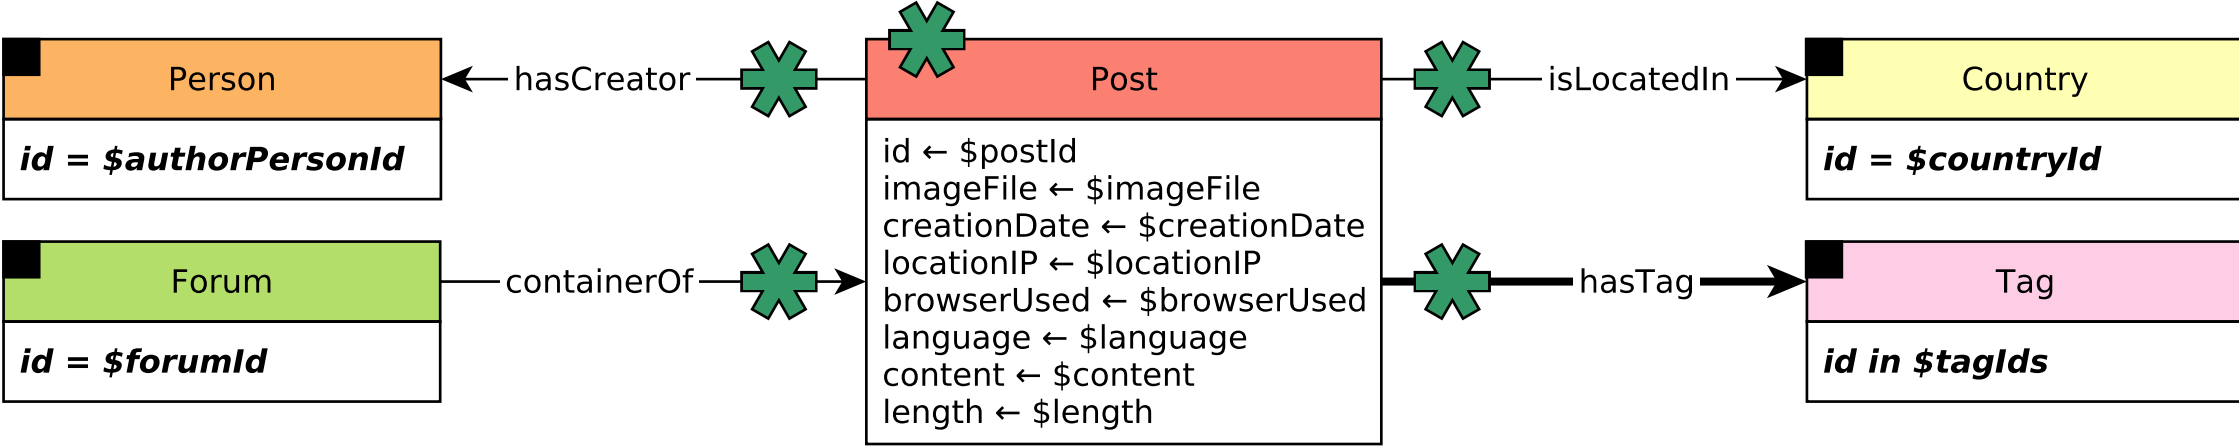 Person
id = $authorPersonId
hasCreator
Forum
id = $forumId
containerOf
Post
id ← $postId
imageFile ← $imageFile
creationDate ← $creationDate
locationIP ← $locationIP
browserUsed ← $browserUsed
language ← $language
content ← $content
length ← $length
isLocatedIn
Country
id = $countryId
hasTag
Tag
id in $tagIds